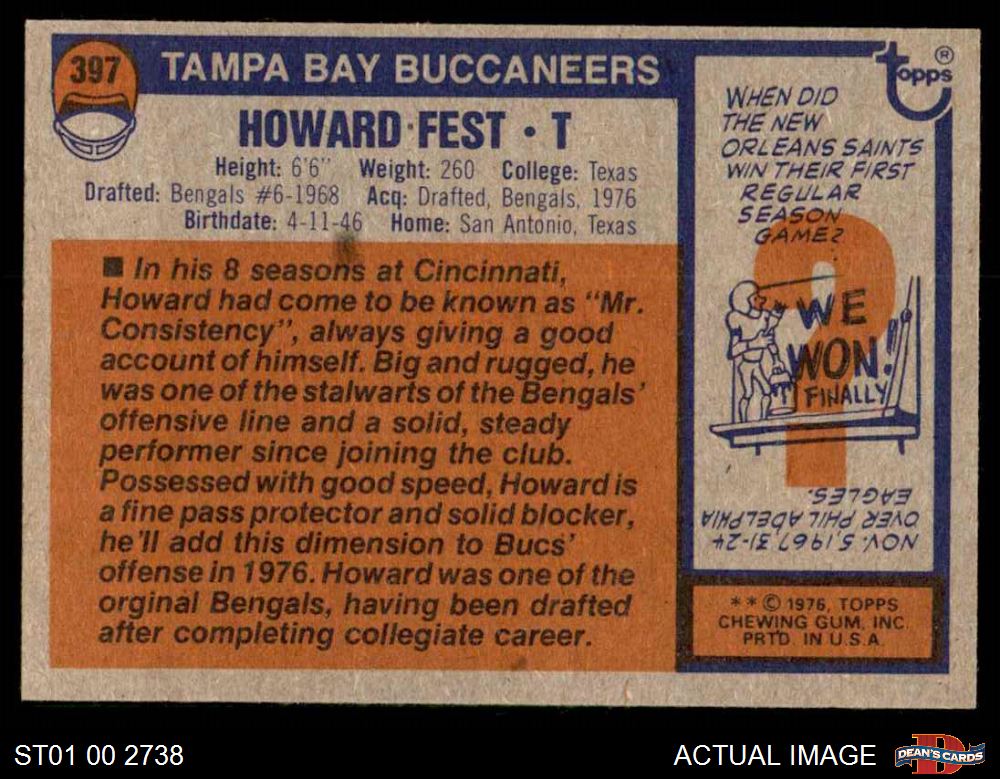 397
TAMPA BAY BUCCANEERS
HOWARD FEST • T
Height: 6'6" Weight: 260 College: Texas
Drafted: Bengals #6-1968 Acq: Drafted, Bengals, 1976
Birthdate: 4-11-46 Home: San Antonio, Texas
■ In his 8 seasons at Cincinnati,
Howard had come to be known as "Mr.
Consistency", always giving a good
account of himself. Big and rugged, he
was one of the stalwarts of the Bengals'
offensive line and a solid, steady
performer since joining the club.
Possessed with good speed, Howard is
a fine pass protector and solid blocker,
he'll add this dimension to Bucs'
offense in 1976. Howard was one of the
orginal Bengals, having been drafted
after completing collegiate career.
topps ®
WHEN DID
THE NEW
ORLEANS SAINTS
WIN THEIR FIRST
REGULAR
SEASON
GAME?
?
WE
WON!
FINALLY
NOV. 5, 1967, 31-24
OVER PHILADELPHIA
EAGLES.
** © 1976, TOPPS
CHEWING GUM, INC.
PRTD. IN U.S.A.
ST01 00 2738
ACTUAL IMAGE
D
DEAN'S CARDS